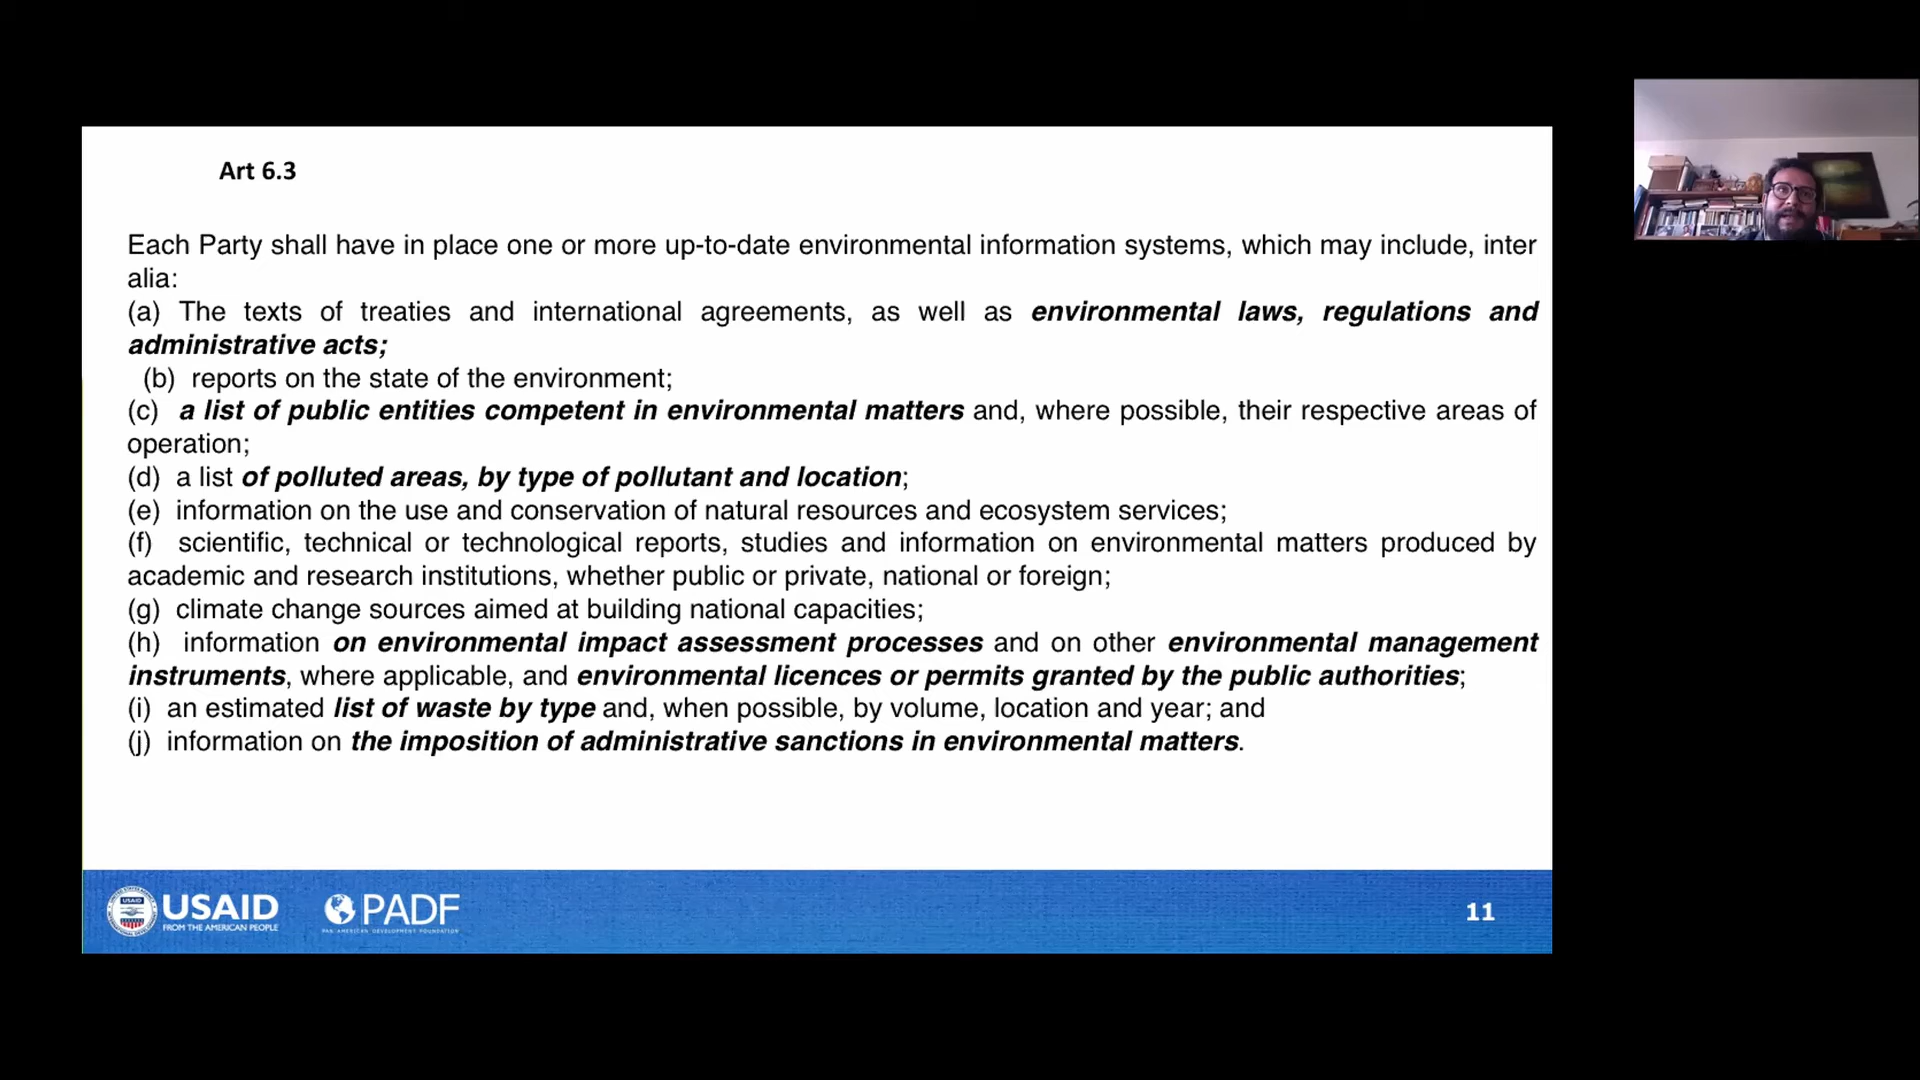 Art 6.3
Each Party shall have in place one or more up-to-date environmental information systems, which may include, inter
alia:
(a) The texts of treaties and international agreements, as well as environmental laws, regulations and
administrative acts;
(b) reports on the state of the environment;
(c) a list of public entities competent in environmental matters and, where possible, their respective areas of
operation;
(d) a list of polluted areas, by type of pollutant and location;
(e) information on the use and conservation of natural resources and ecosystem services;
(f) scientific, technical or technological reports, studies and information on environmental matters produced by
academic and research institutions, whether public or private, national or foreign;
(g) climate change sources aimed at building national capacities;
(h) information on environmental impact assessment processes and on other environmental management
instruments, where applicable, and environmental licences or permits granted by the public authorities;
(i) an estimated list of waste by type and, when possible, by volume, location and year; and
(j) information on the imposition of administrative sanctions in environmental matters.
USAID
USAID
FROM THE AMERICAN PEOPLE
PADF
PAN AMERICAN DEVELOPMENT FOUNDATION
11